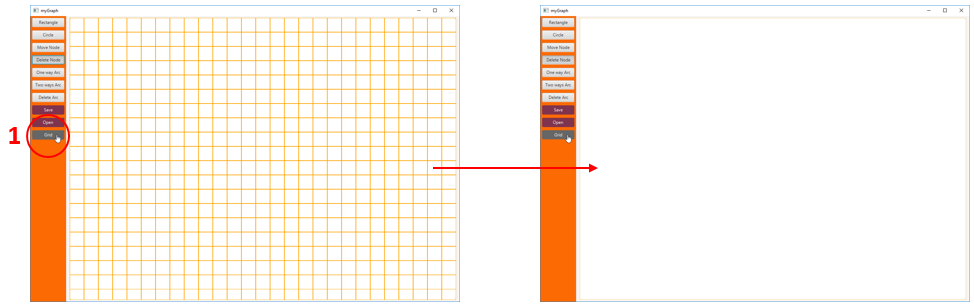 myGraph
Rectangle
Circle
Move Node
Delete Node
One way Arc
Two ways Arc
Delete Arc
Save
Open
Grid
1
myGraph
Rectangle
Circle
Move Node
Delete Node
One way Arc
Two ways Arc
Delete Arc
Save
Open
Grid